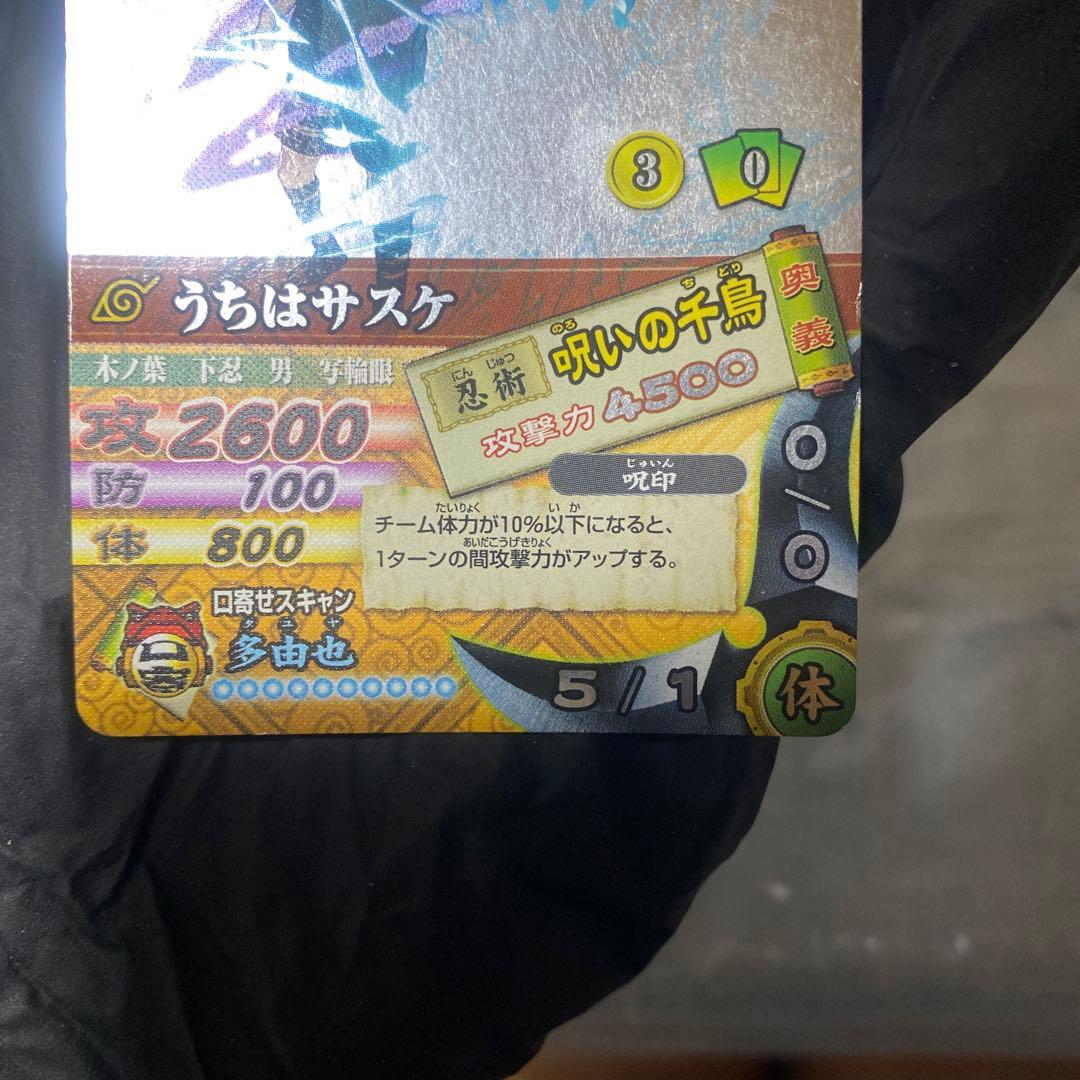 3 0
うちはサスケ
木ノ葉 下忍 男 写輪眼
奥義
のろ ち どり
呪いの千鳥
にん じゅつ
忍術
攻撃力 4500
攻 2600
防 100
体 800
じゅいん
呪印
たいりょく い か
チーム体力が10%以下になると、
あいだこうげきりょく
1ターンの間攻撃力がアップする。
0/0
口寄せスキャン
タ ユ ヤ
多由也
5/1
体